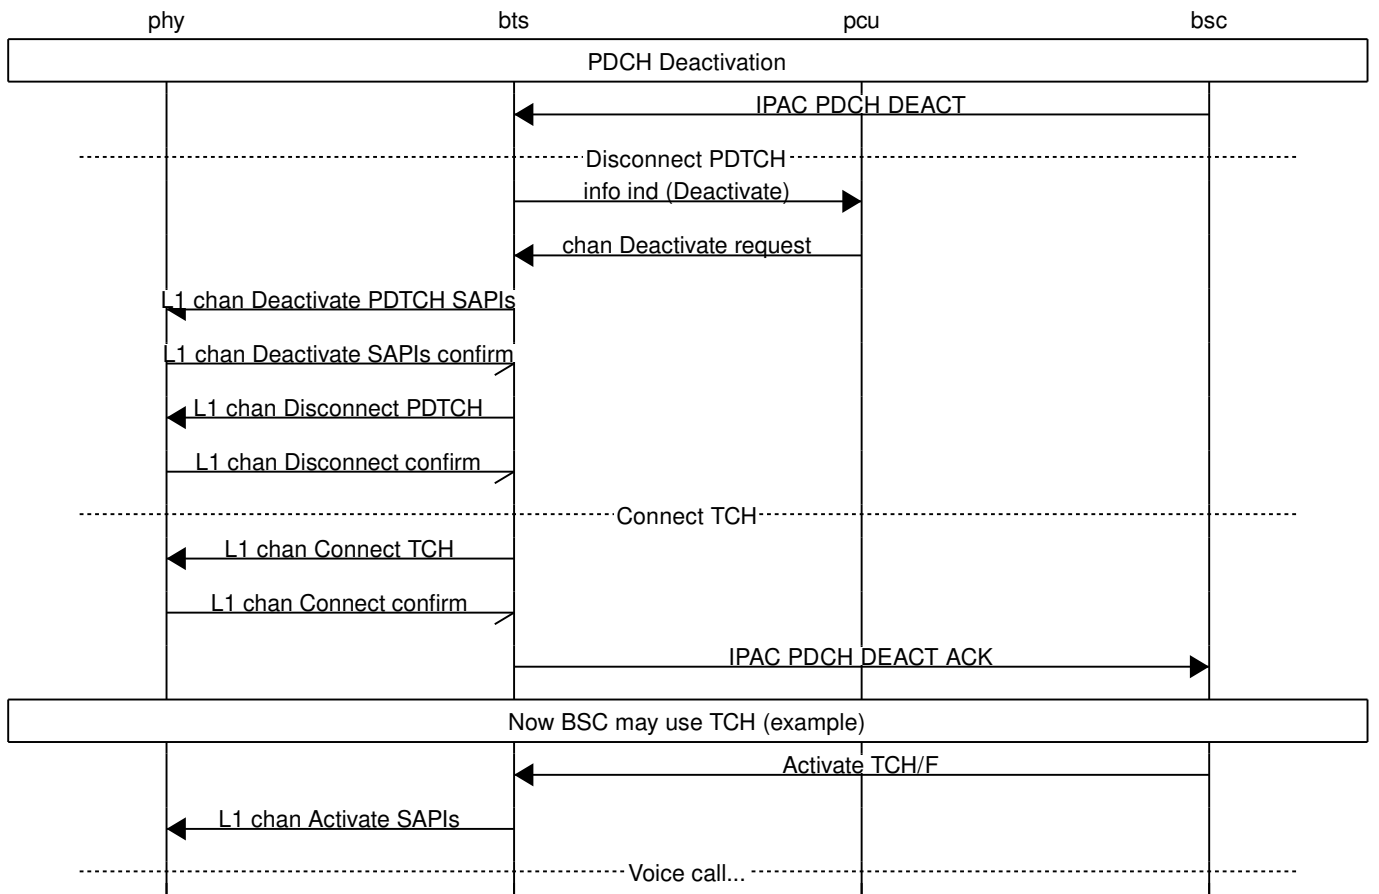 phy bts pcu bsc
PDCH Deactivation
IPAC PDCH DEACT
Disconnect PDTCH
info ind (Deactivate)
chan Deactivate request
L1 chan Deactivate PDTCH SAPIs
L1 chan Deactivate SAPIs confirm
L1 chan Disconnect PDTCH
L1 chan Disconnect confirm
Connect TCH
L1 chan Connect TCH
L1 chan Connect confirm
IPAC PDCH DEACT ACK
Now BSC may use TCH (example)
Activate TCH/F
L1 chan Activate SAPIs
Voice call...